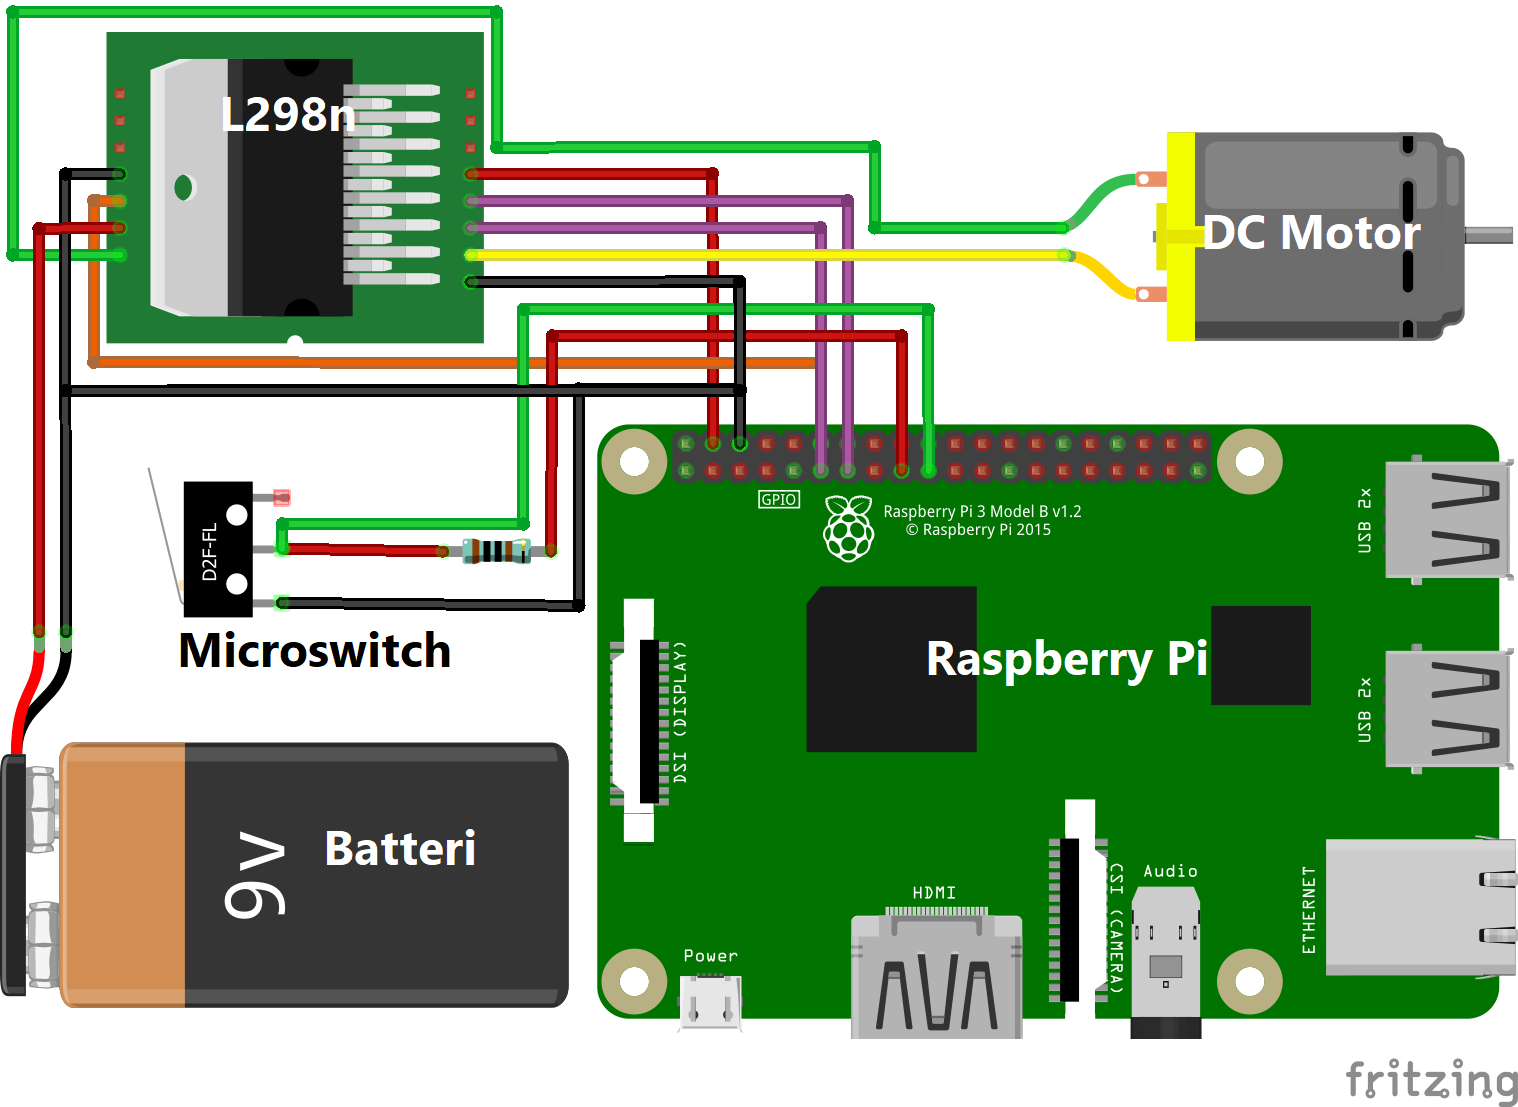 L298n
DC Motor
GPIO
Raspberry Pi 3 Model B v1.2
© Raspberry Pi 2015
D2F-FL
Microswitch
Raspberry Pi
DSI (DISPLAY)
USB 2x
USB 2x
9v
Batteri
HDMI
CSI (CAMERA)
Audio
ETHERNET
Power
fritzing